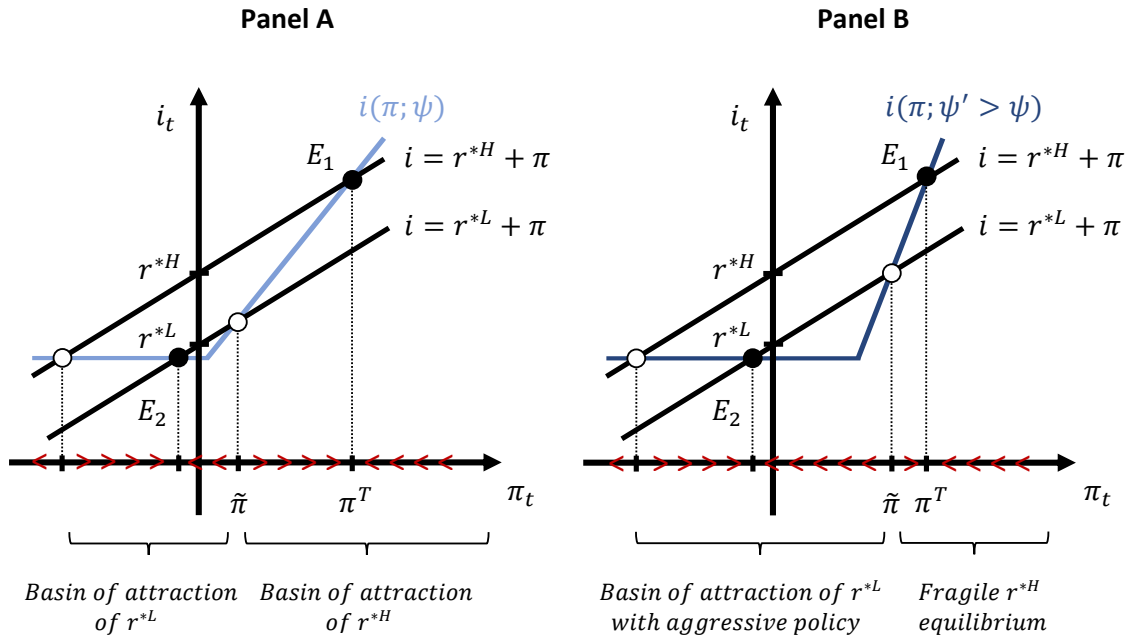 Panel A
i_t
i(π; ψ)
E_1
i = r^{*H} + π
i = r^{*L} + π
r^{*H}
r^{*L}
E_2
π̃
π^T
π_t
Basin of attraction
of r^{*L}
Basin of attraction
of r^{*H}
Panel B
i_t
i(π; ψ′ > ψ)
E_1
i = r^{*H} + π
i = r^{*L} + π
r^{*H}
r^{*L}
E_2
π̃
π^T
π_t
Basin of attraction of r^{*L}
with aggressive policy
Fragile r^{*H}
equilibrium